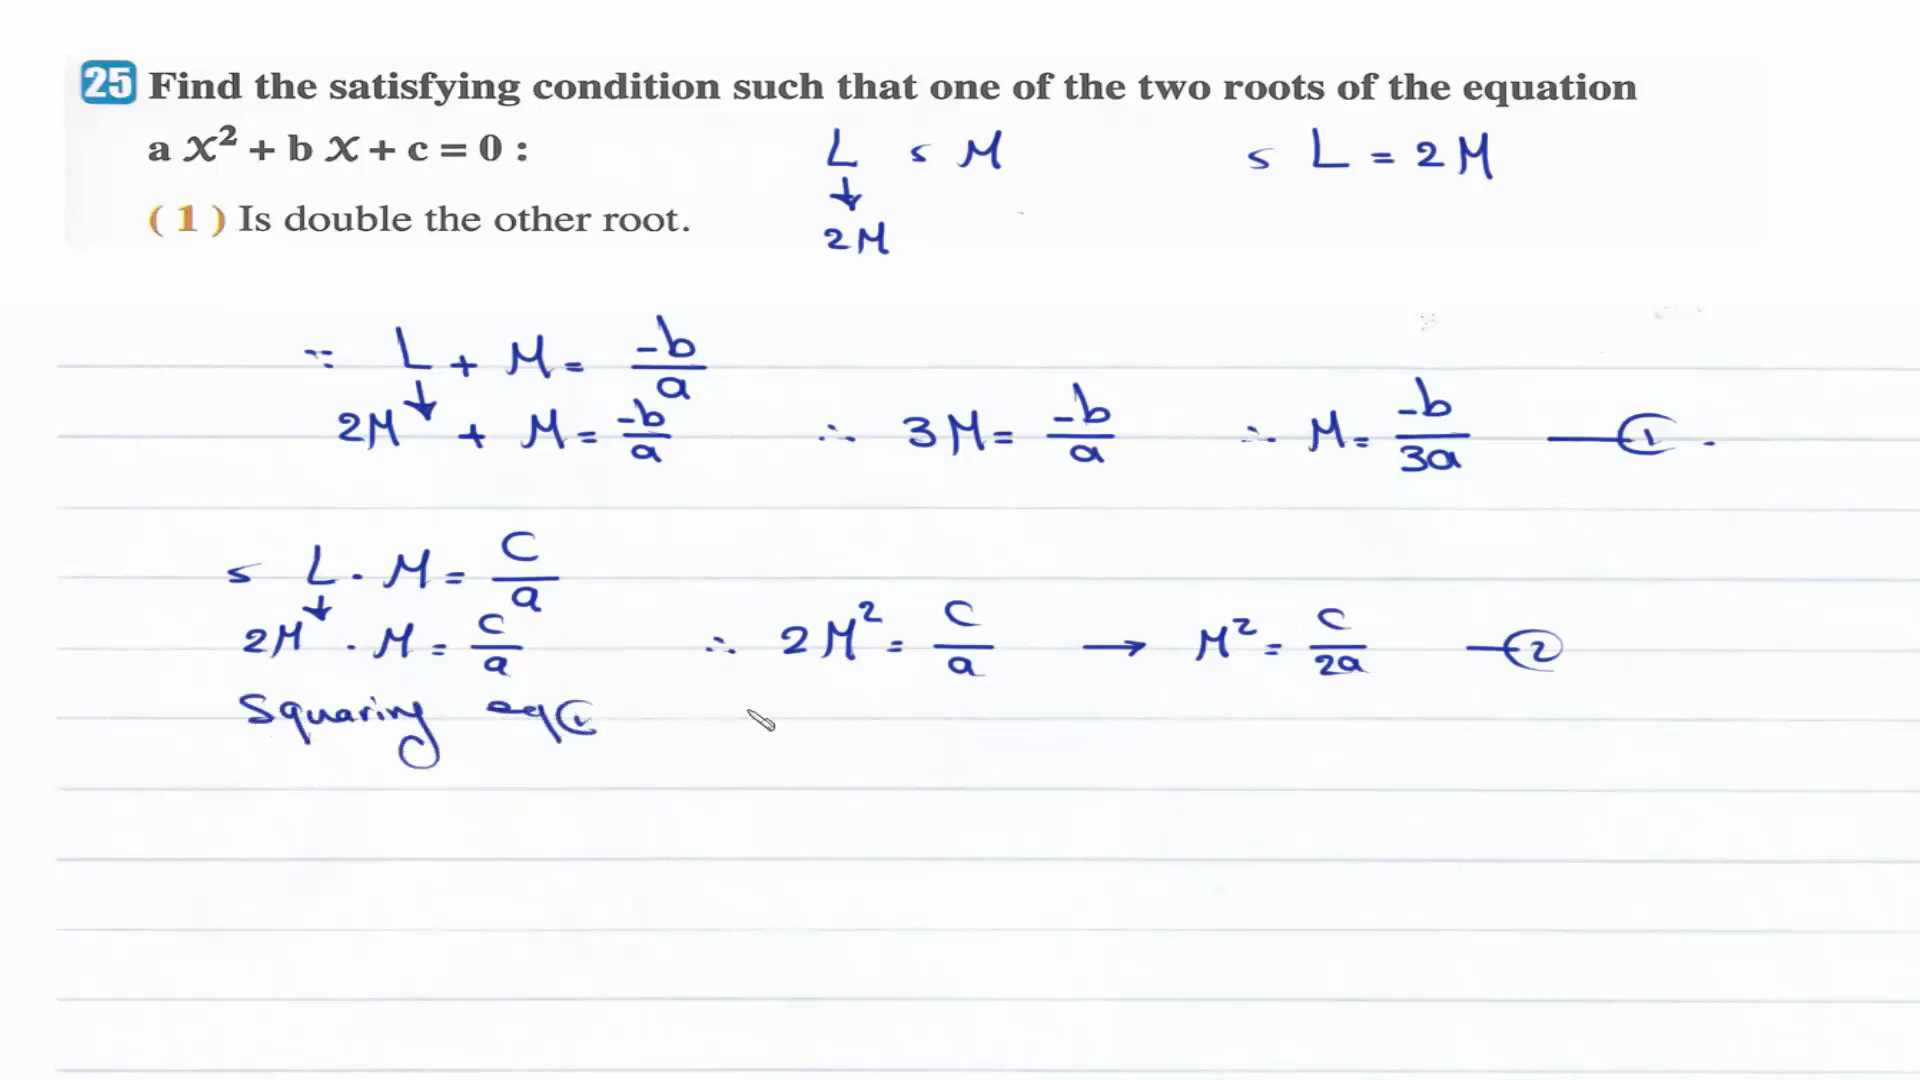 25 Find the satisfying condition such that one of the two roots of the equation
a x² + b x + c = 0 :
L , M , L = 2M
↓
( 1 ) Is double the other root.
2M
∵ L + M = -b/a
↓
2M + M = -b/a ∴ 3M = -b/a ∴ M = -b/3a —①.
, L . M = C/a
↓
2M . M = c/a ∴ 2M² = c/a → M² = c/2a —②
Squaring eq①